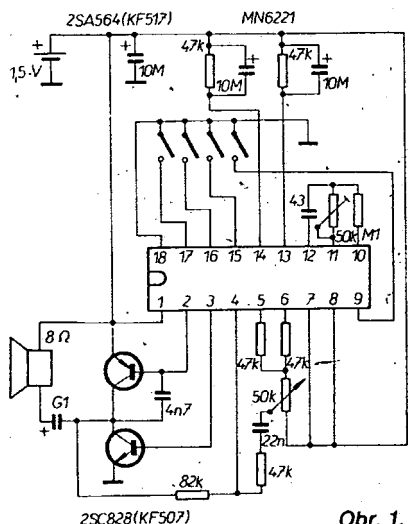 2SA564(KF517)
MN6221
1,5-V
+
+
10M
47k
+
10M
47k
+
10M
43
50k
M1
18 17 16 15 14 13 12 11 10
1 2 3 4 5 6 7 8 9
8Ω
47k
47k
4n7
50k
G1
+
22n
47k
82k
2SC828(KF507)
Obr. 1.